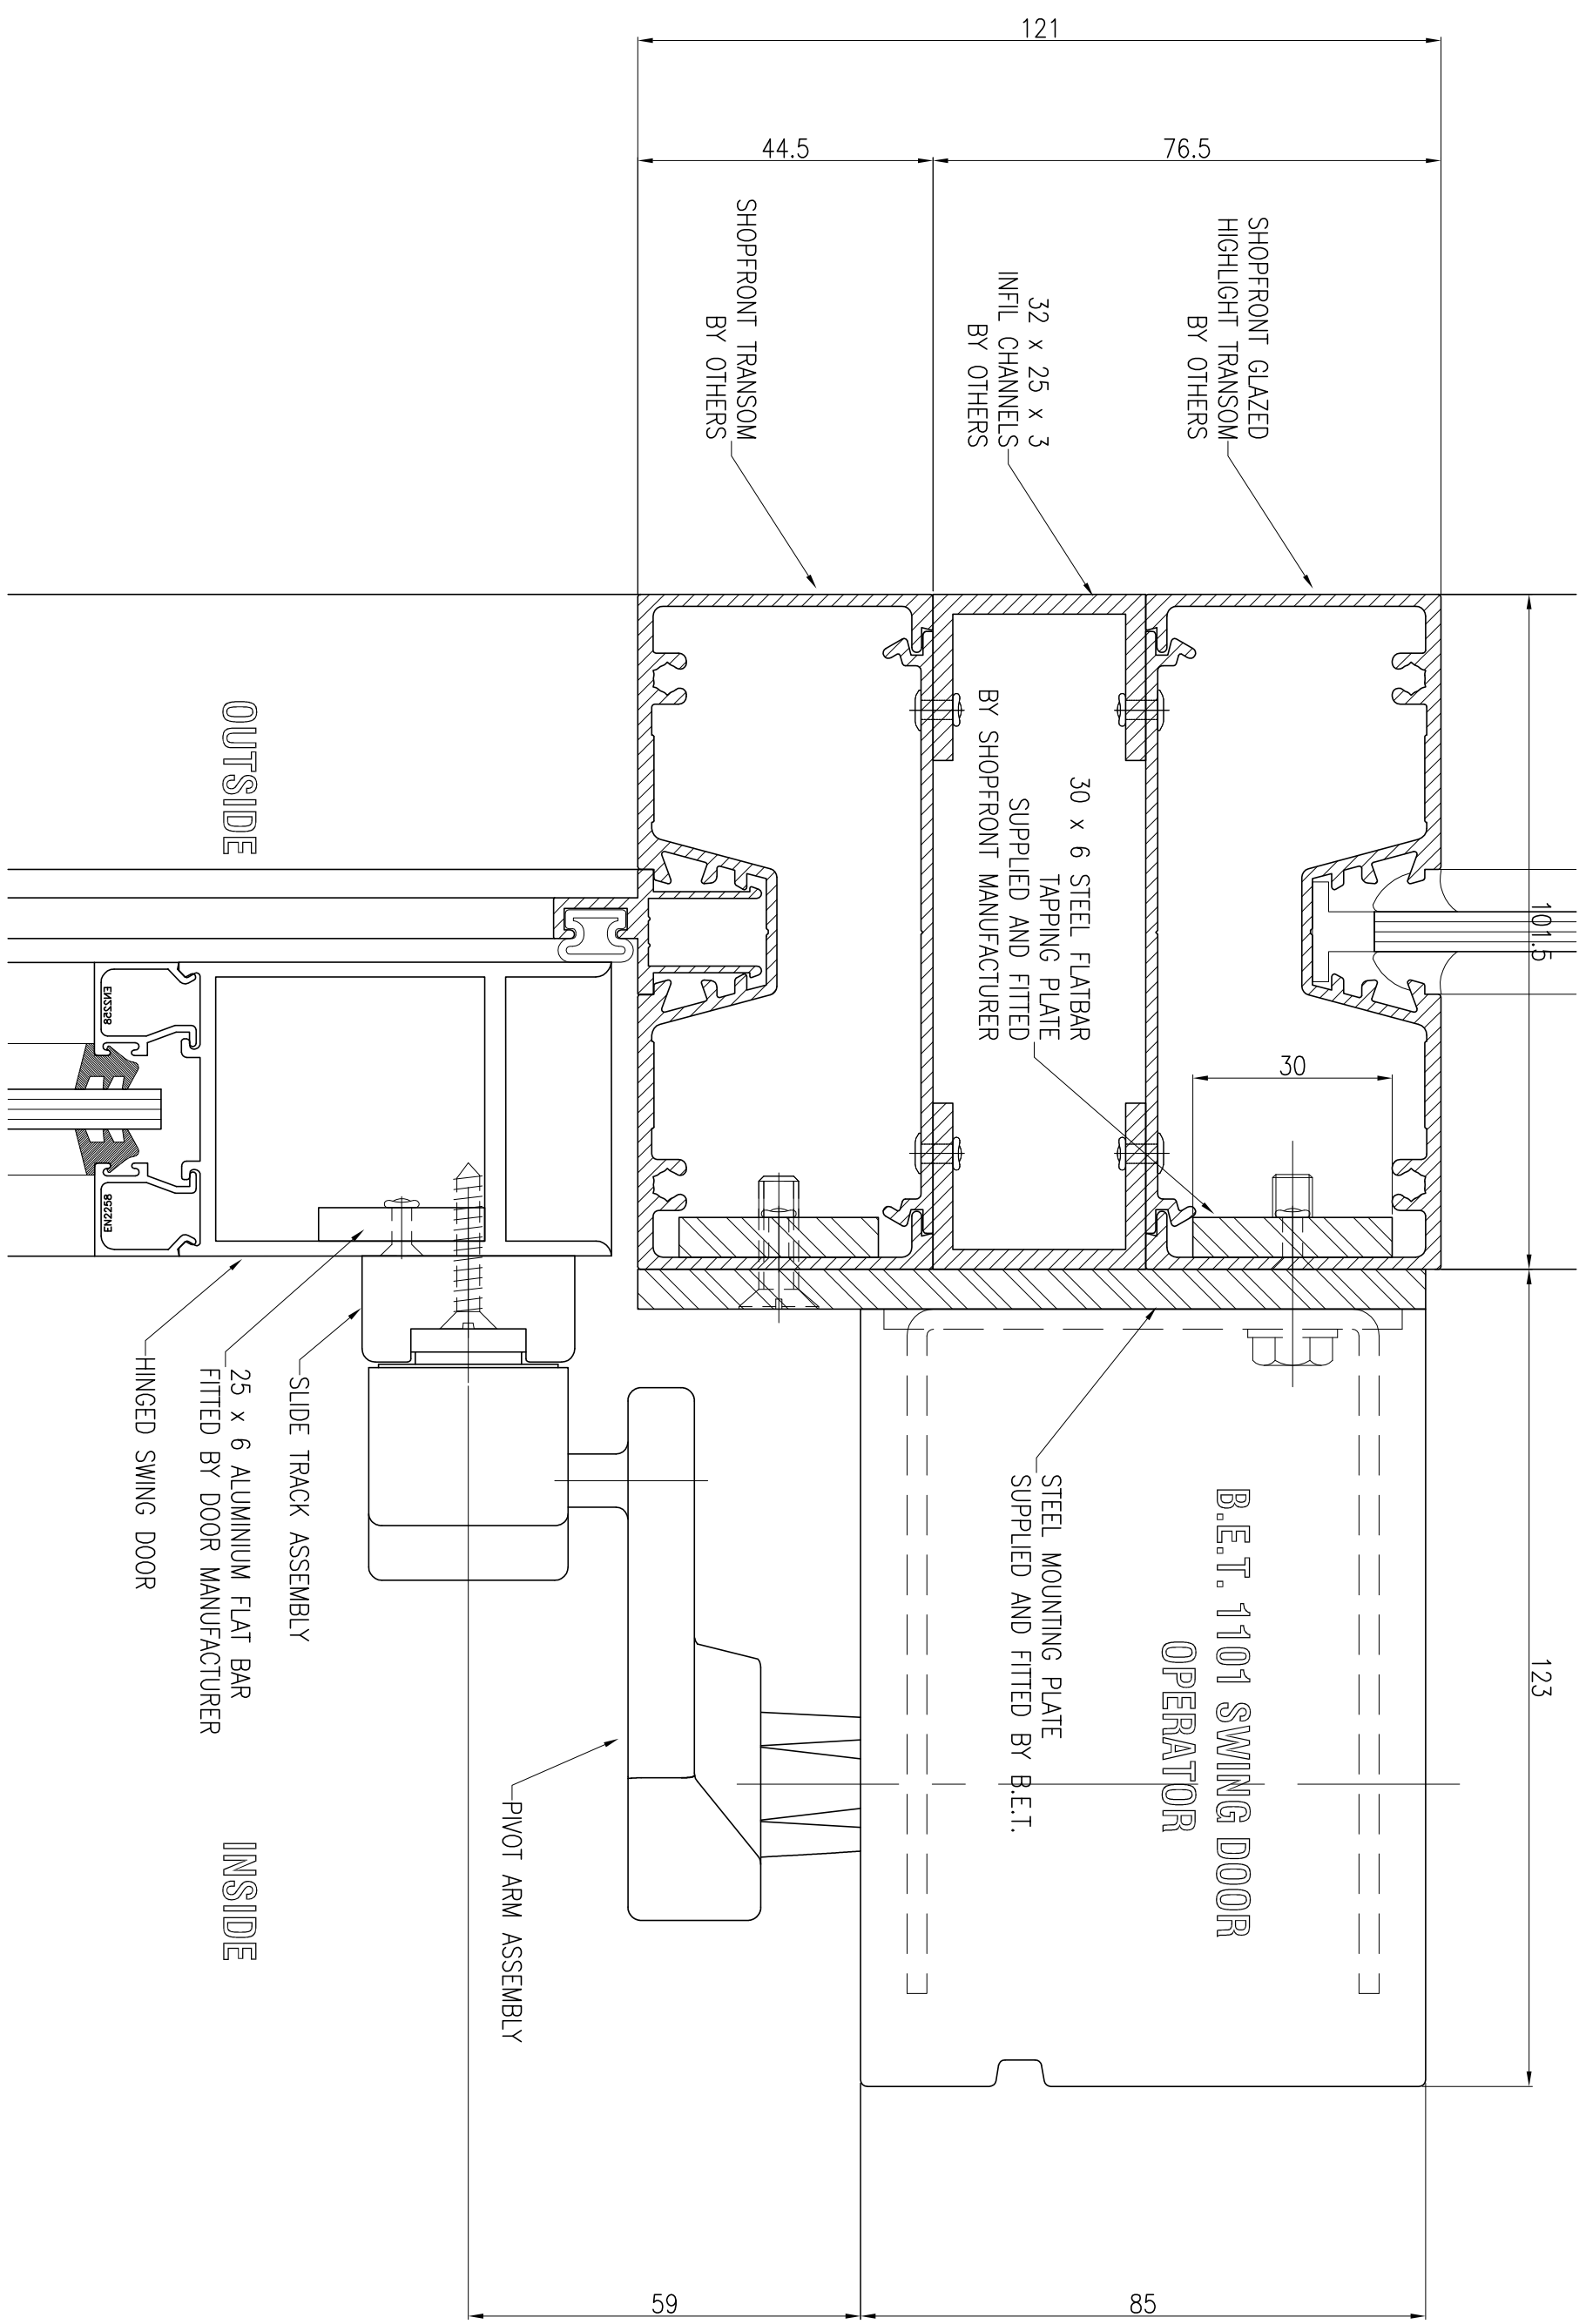 121
44.5
76.5
SHOPFRONT GLAZED
HIGHLIGHT TRANSOM
BY OTHERS
32 x 25 x 3
INFIL CHANNELS
BY OTHERS
SHOPFRONT TRANSOM
BY OTHERS
101.5
30 x 6 STEEL FLATBAR
TAPPING PLATE
SUPPLIED AND FITTED
BY SHOPFRONT MANUFACTURER
30
OUTSIDE
EN2258
EN2258
123
B.E.T. 1101 SWING DOOR
OPERATOR
STEEL MOUNTING PLATE
SUPPLIED AND FITTED BY B.E.T.
PIVOT ARM ASSEMBLY
SLIDE TRACK ASSEMBLY
25 x 6 ALUMINIUM FLAT BAR
FITTED BY DOOR MANUFACTURER
HINGED SWING DOOR
INSIDE
59
85